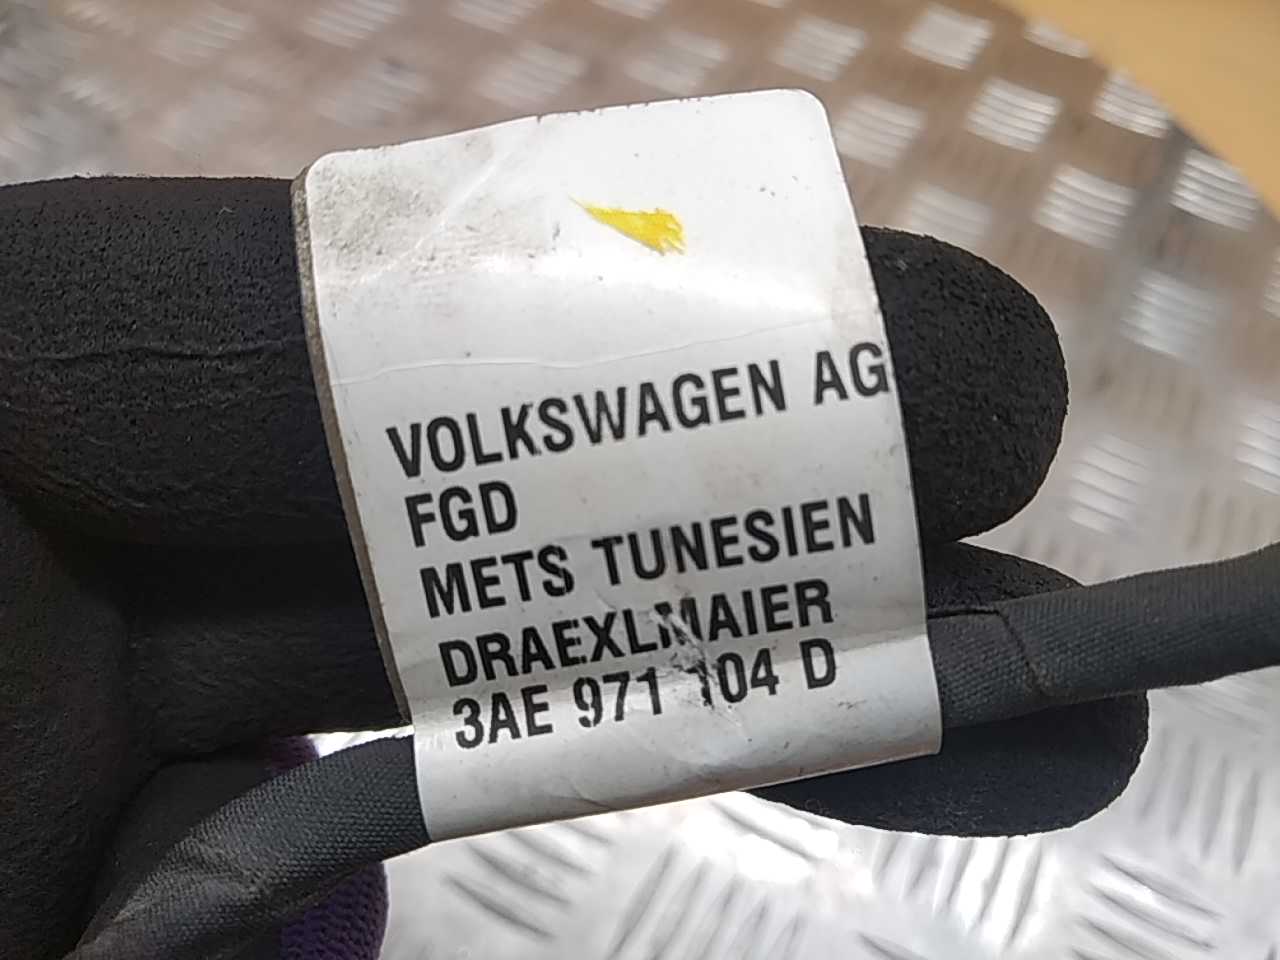 VOLKSWAGEN AG
FGD
METS TUNESIEN
DRAEXLMAIER
3AE 971 104 D